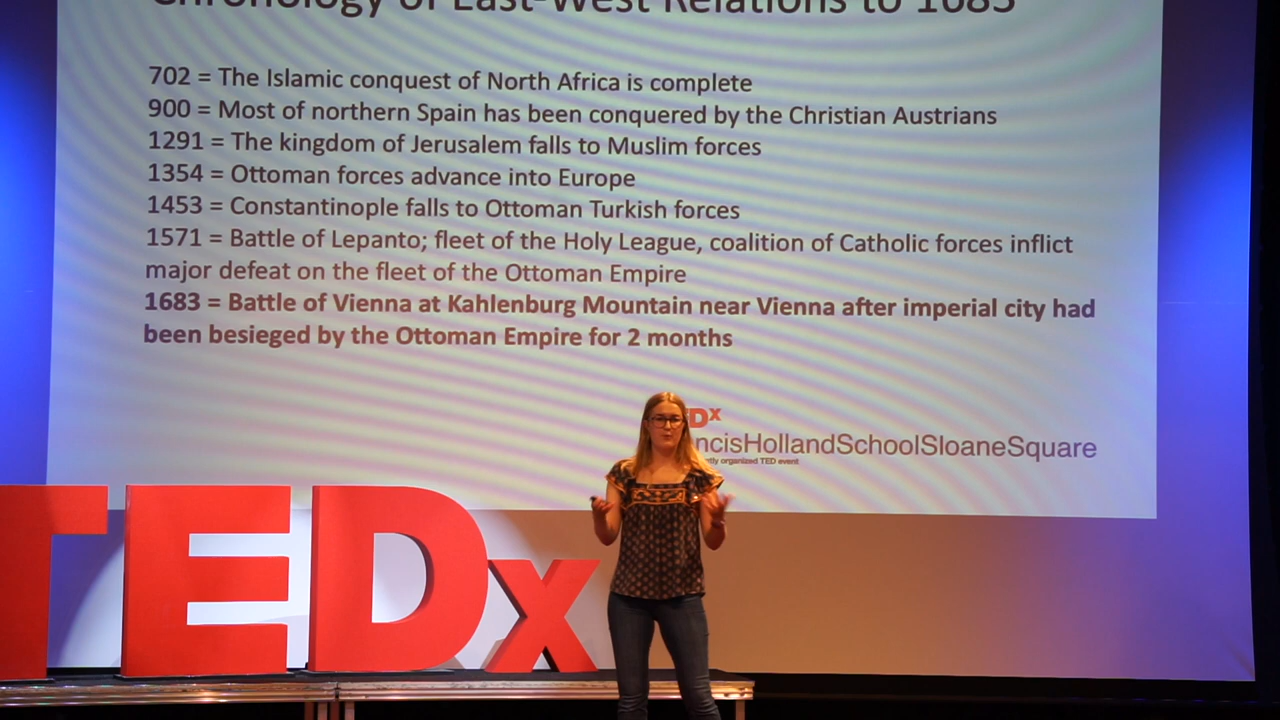 Chronology of East-West Relations to 1683
702 = The Islamic conquest of North Africa is complete
900 = Most of northern Spain has been conquered by the Christian Austrians
1291 = The kingdom of Jerusalem falls to Muslim forces
1354 = Ottoman forces advance into Europe
1453 = Constantinople falls to Ottoman Turkish forces
1571 = Battle of Lepanto; fleet of the Holy League, coalition of Catholic forces inflict
major defeat on the fleet of the Ottoman Empire
1683 = Battle of Vienna at Kahlenburg Mountain near Vienna after imperial city had
been besieged by the Ottoman Empire for 2 months
EDx
ncisHollandSchoolSloaneSquare
ntly organized TED event
TEDx